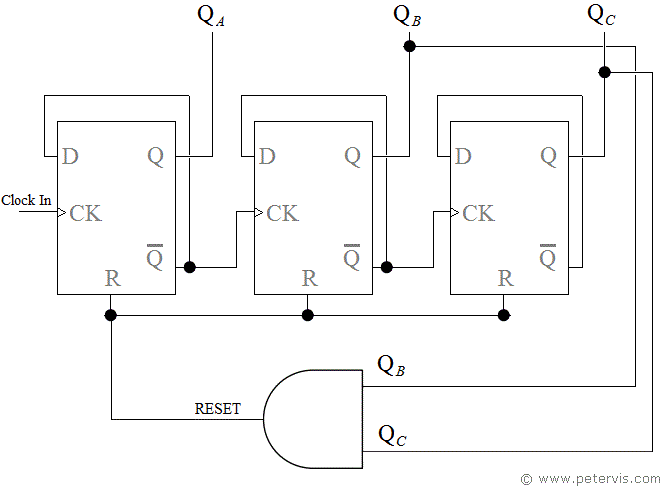 QA QB QC
D Q D Q D Q
Clock In CK CK CK
Q̅ Q̅ Q̅
R R R
QB
RESET
QC
© www.petervis.com